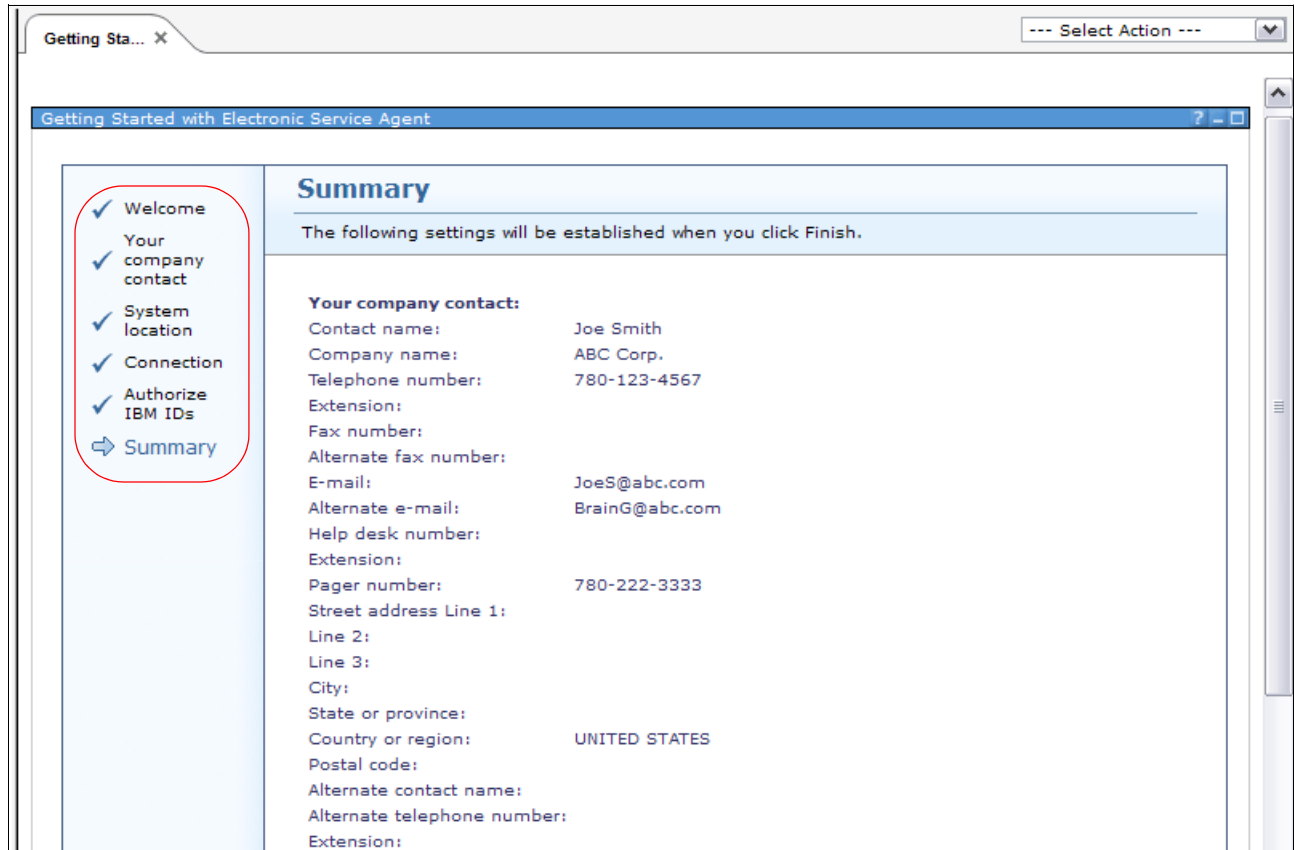 Getting Sta... ×
--- Select Action ---
Getting Started with Electronic Service Agent
?
Welcome
Your
company
contact
System
location
Connection
Authorize
IBM IDs
Summary
Summary
The following settings will be established when you click Finish.
Your company contact:
Contact name: Joe Smith
Company name: ABC Corp.
Telephone number: 780-123-4567
Extension:
Fax number:
Alternate fax number:
E-mail: JoeS@abc.com
Alternate e-mail: BrainG@abc.com
Help desk number:
Extension:
Pager number: 780-222-3333
Street address Line 1:
Line 2:
Line 3:
City:
State or province:
Country or region: UNITED STATES
Postal code:
Alternate contact name:
Alternate telephone number:
Extension: